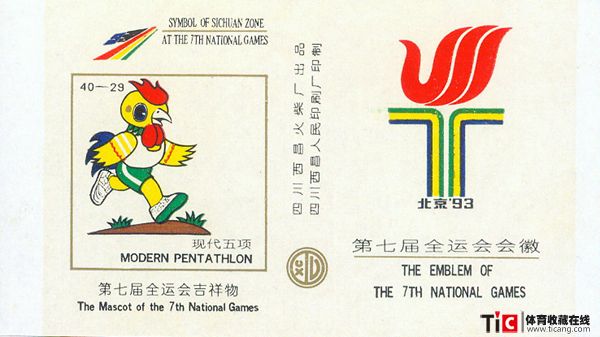 SYMBOL OF SICHUAN ZONE
AT THE 7TH NATIONAL GAMES
40—29
现代五项
MODERN PENTATHLON
第七届全运会吉祥物
The Mascot of the 7th National Games
四川西昌火柴厂出品
四川西昌人民印刷厂印制
XC
北京'93
第七届全运会会徽
THE EMBLEM OF
THE 7TH NATIONAL GAMES
TiC 体育收藏在线
www.ticang.com